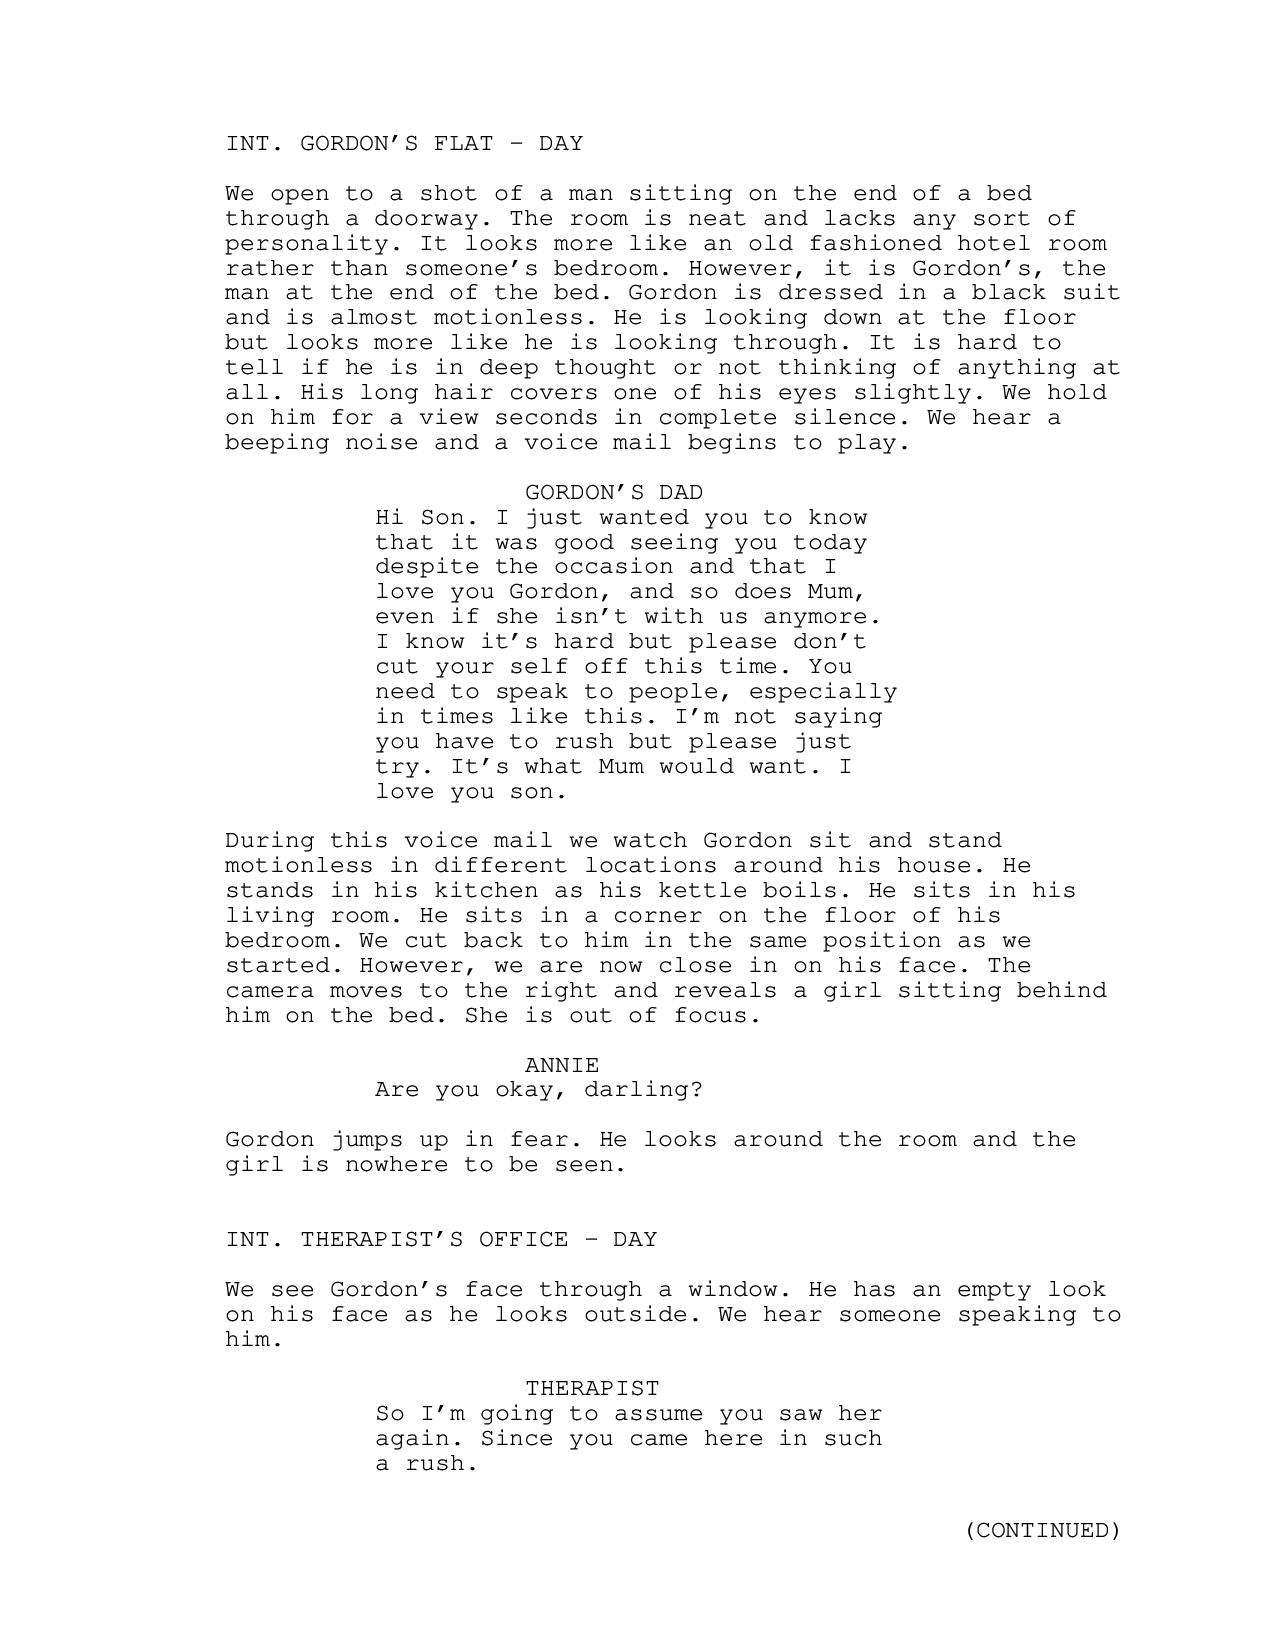 INT. GORDON'S FLAT - DAY
We open to a shot of a man sitting on the end of a bed
through a doorway. The room is neat and lacks any sort of
personality. It looks more like an old fashioned hotel room
rather than someone's bedroom. However, it is Gordon's, the
man at the end of the bed. Gordon is dressed in a black suit
and is almost motionless. He is looking down at the floor
but looks more like he is looking through. It is hard to
tell if he is in deep thought or not thinking of anything at
all. His long hair covers one of his eyes slightly. We hold
on him for a view seconds in complete silence. We hear a
beeping noise and a voice mail begins to play.
GORDON'S DAD
Hi Son. I just wanted you to know
that it was good seeing you today
despite the occasion and that I
love you Gordon, and so does Mum,
even if she isn't with us anymore.
I know it's hard but please don't
cut your self off this time. You
need to speak to people, especially
in times like this. I'm not saying
you have to rush but please just
try. It's what Mum would want. I
love you son.
During this voice mail we watch Gordon sit and stand
motionless in different locations around his house. He
stands in his kitchen as his kettle boils. He sits in his
living room. He sits in a corner on the floor of his
bedroom. We cut back to him in the same position as we
started. However, we are now close in on his face. The
camera moves to the right and reveals a girl sitting behind
him on the bed. She is out of focus.
ANNIE
Are you okay, darling?
Gordon jumps up in fear. He looks around the room and the
girl is nowhere to be seen.
INT. THERAPIST'S OFFICE - DAY
We see Gordon's face through a window. He has an empty look
on his face as he looks outside. We hear someone speaking to
him.
THERAPIST
So I'm going to assume you saw her
again. Since you came here in such
a rush.
(CONTINUED)